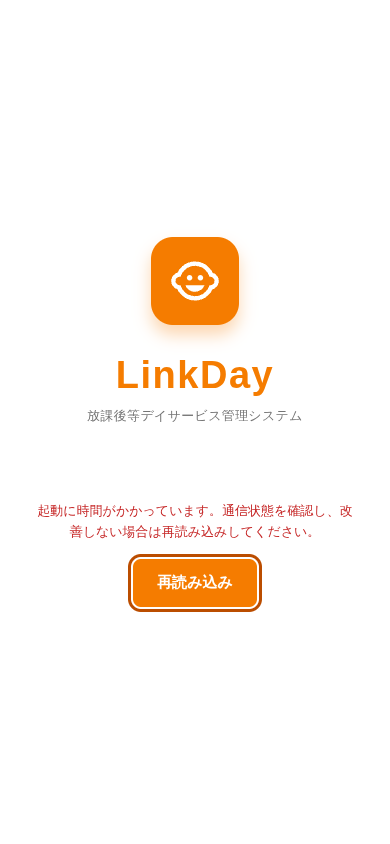 LinkDay
放課後等デイサービス管理システム
起動に時間がかかっています。通信状態を確認し、改
善しない場合は再読み込みしてください。
再読み込み